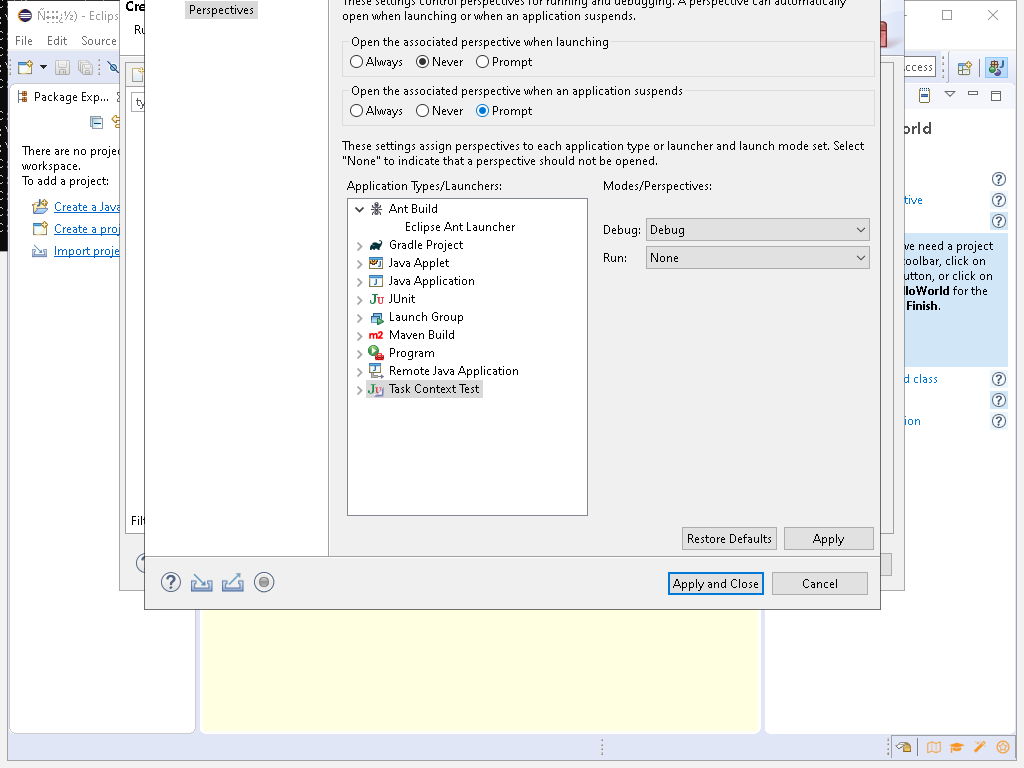 Perspectives
These settings control perspectives for running and debugging. A perspective can automatically
open when launching or when an application suspends.
Open the associated perspective when launching
Always Never Prompt
Open the associated perspective when an application suspends
Always Never Prompt
These settings assign perspectives to each application type or launcher and launch mode set. Select
"None" to indicate that a perspective should not be opened.
Application Types/Launchers:
Modes/Perspectives:
Ant Build
Eclipse Ant Launcher
Gradle Project
Java Applet
Java Application
JUnit
Launch Group
Maven Build
Program
Remote Java Application
Task Context Test
Debug: Debug
Run: None
Restore Defaults
Apply
Apply and Close
Cancel
- Eclips
File Edit Source
Package Exp...
There are no proje
workspace.
To add a project:
Create a Java
Create a proj
Import proje
Cre
Ru
ty
Filt
ccess
orld
tive
we need a project
toolbar, click on
utton, or click on
lloWorld for the
Finish.
d class
ion